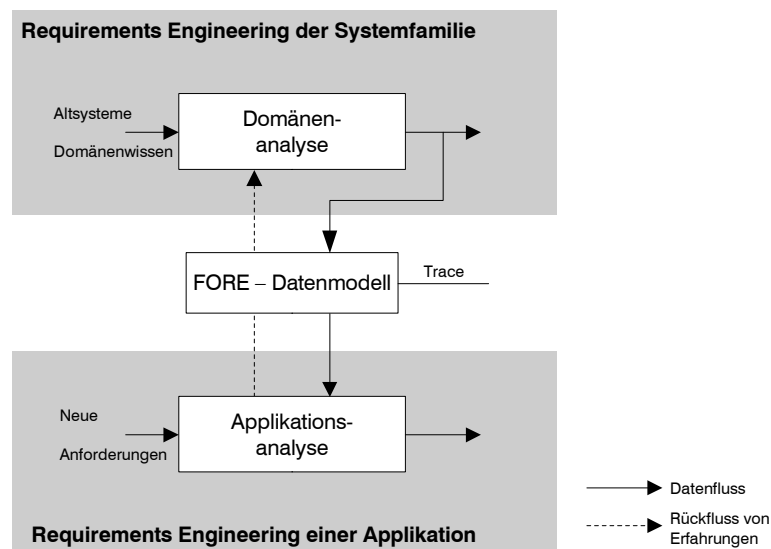 Requirements Engineering der Systemfamilie
Altsysteme
Domänenwissen
Domänen-
analyse
FORE – Datenmodell
Trace
Neue
Anforderungen
Applikations-
analyse
Requirements Engineering einer Applikation
Datenfluss
Rückfluss von
Erfahrungen